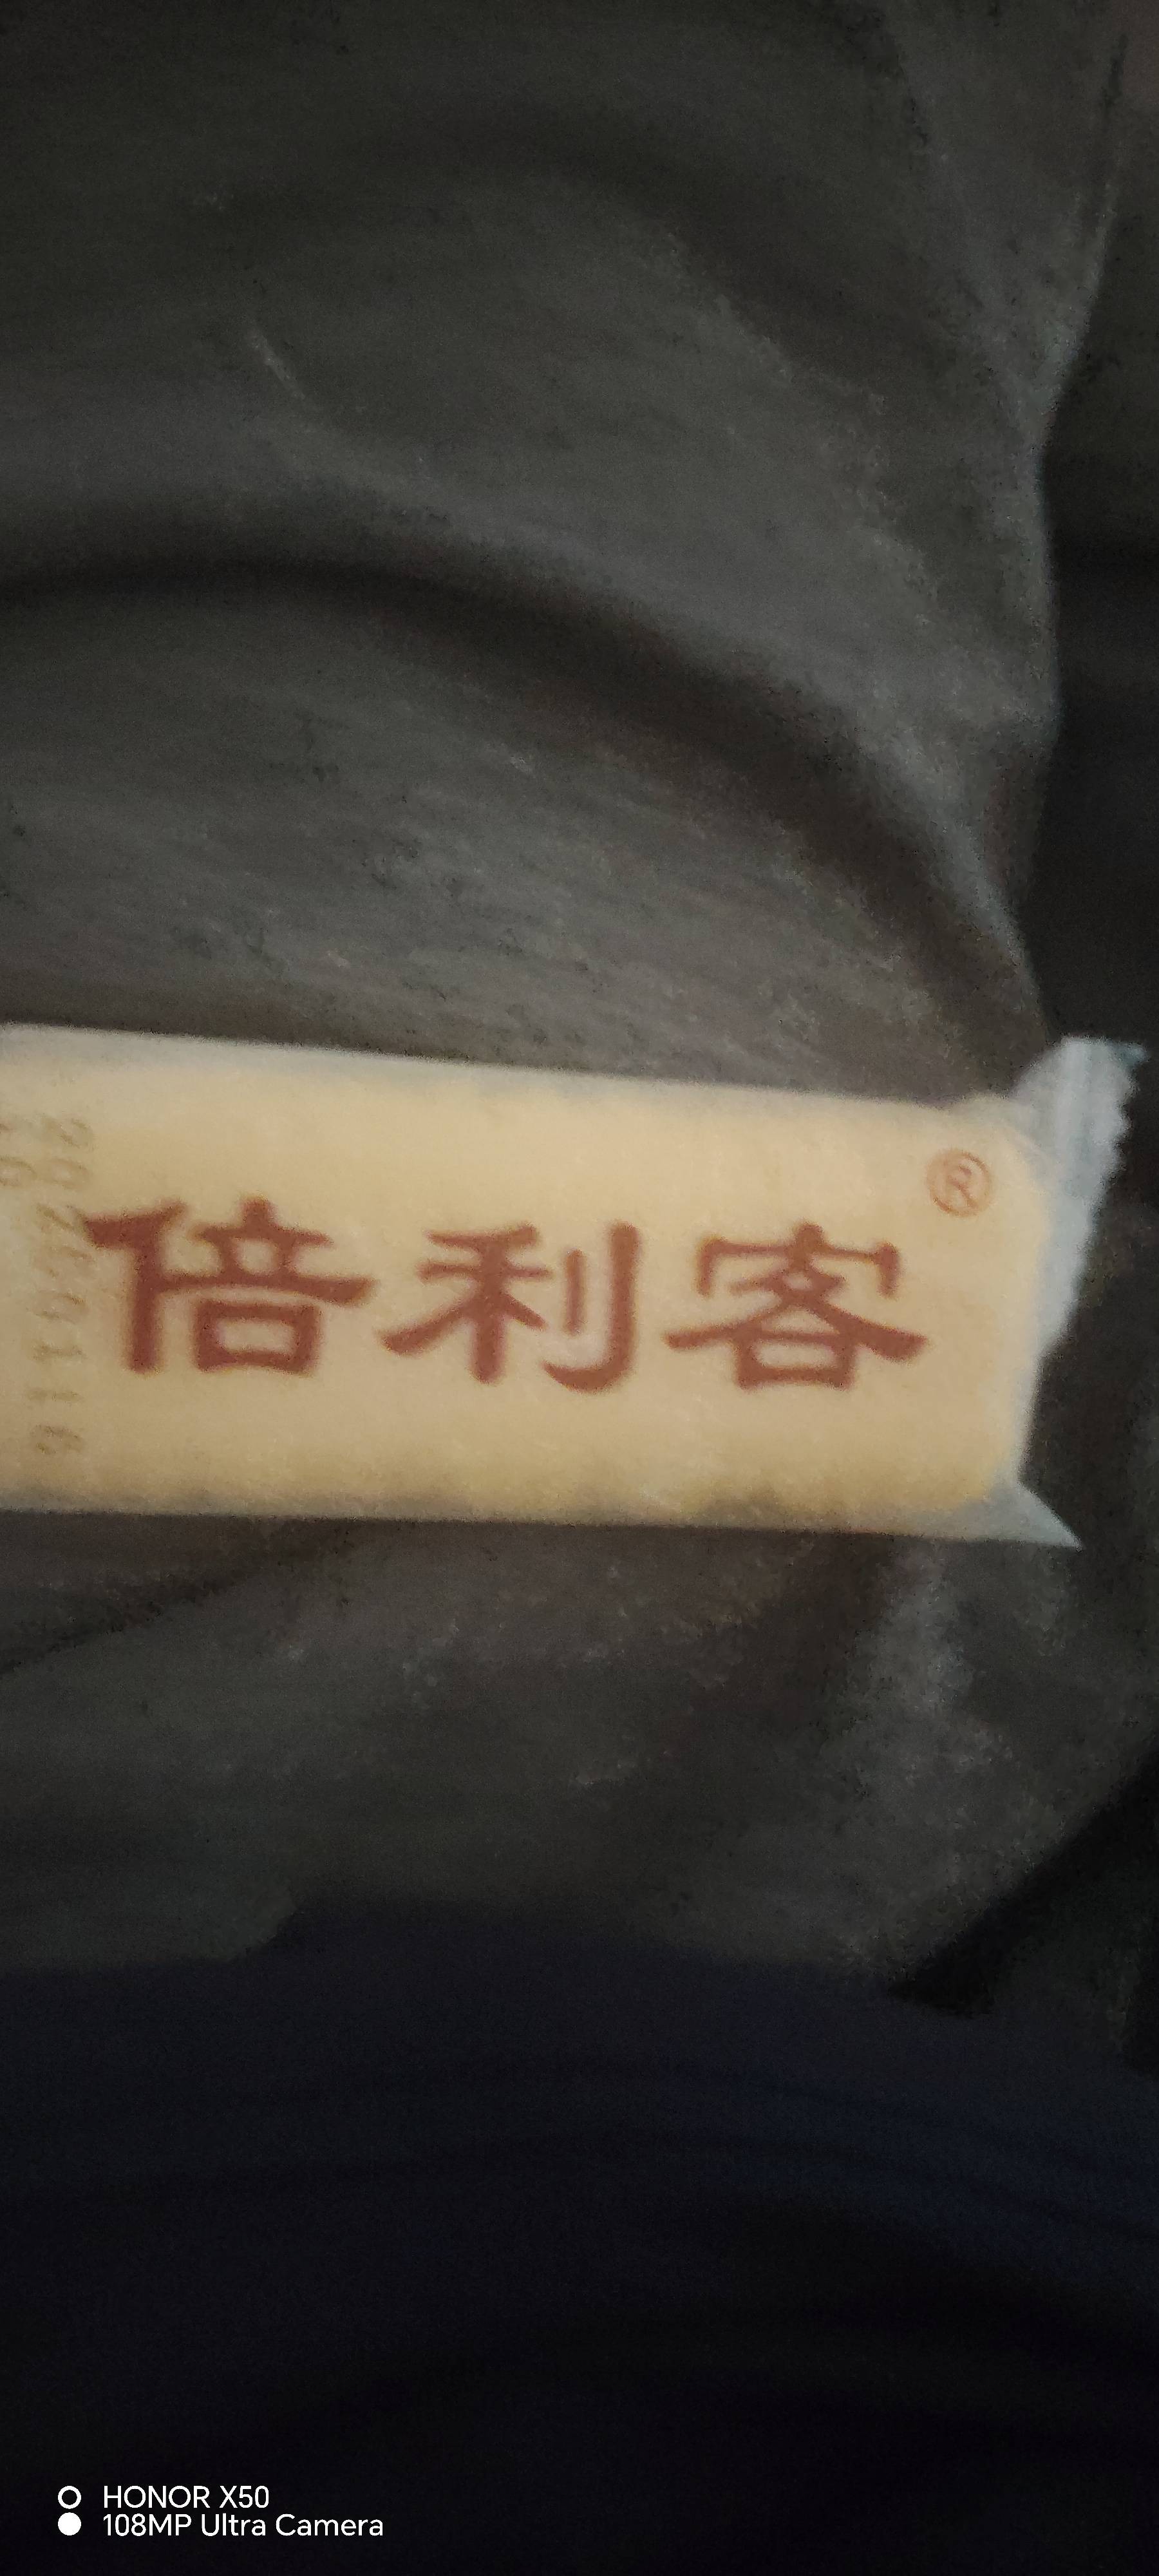 倍利客®
HONOR X50
108MP Ultra Camera